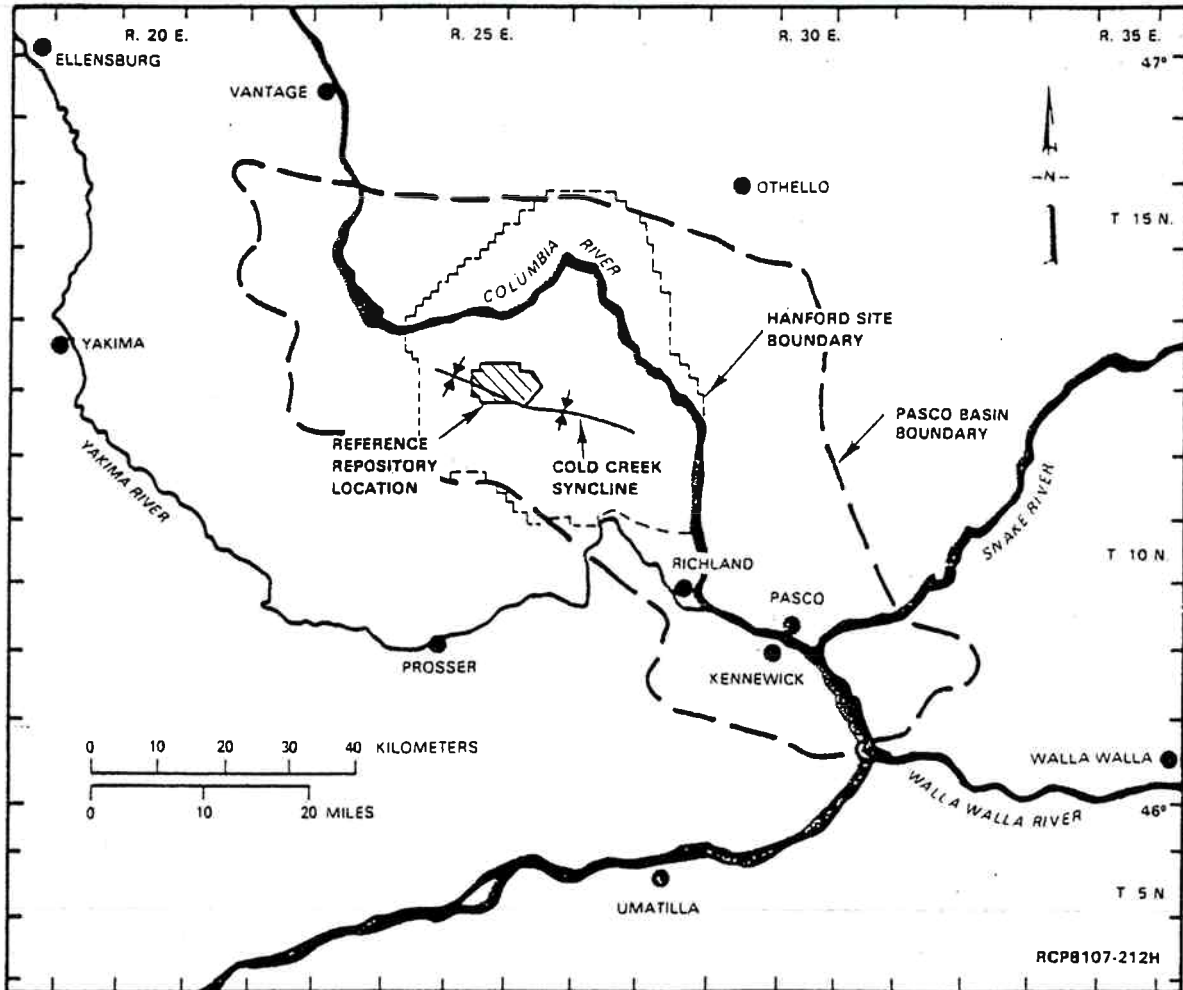 R. 20 E.
R. 25 E.
R. 30 E.
R. 35 E.
47°
ELLENSBURG
VANTAGE
OTHELLO
-N-
T 15 N.
COLUMBIA
RIVER
HANFORD SITE
BOUNDARY
YAKIMA
PASCO BASIN
BOUNDARY
REFERENCE
REPOSITORY
LOCATION
COLD CREEK
SYNCLINE
YAKIMA RIVER
SNAKE RIVER
T 10 N.
RICHLAND
PASCO
PROSSER
KENNEWICK
0 10 20 30 40 KILOMETERS
0 10 20 MILES
WALLA WALLA
WALLA WALLA RIVER
46°
UMATILLA
T 5 N.
RCP8107-212H